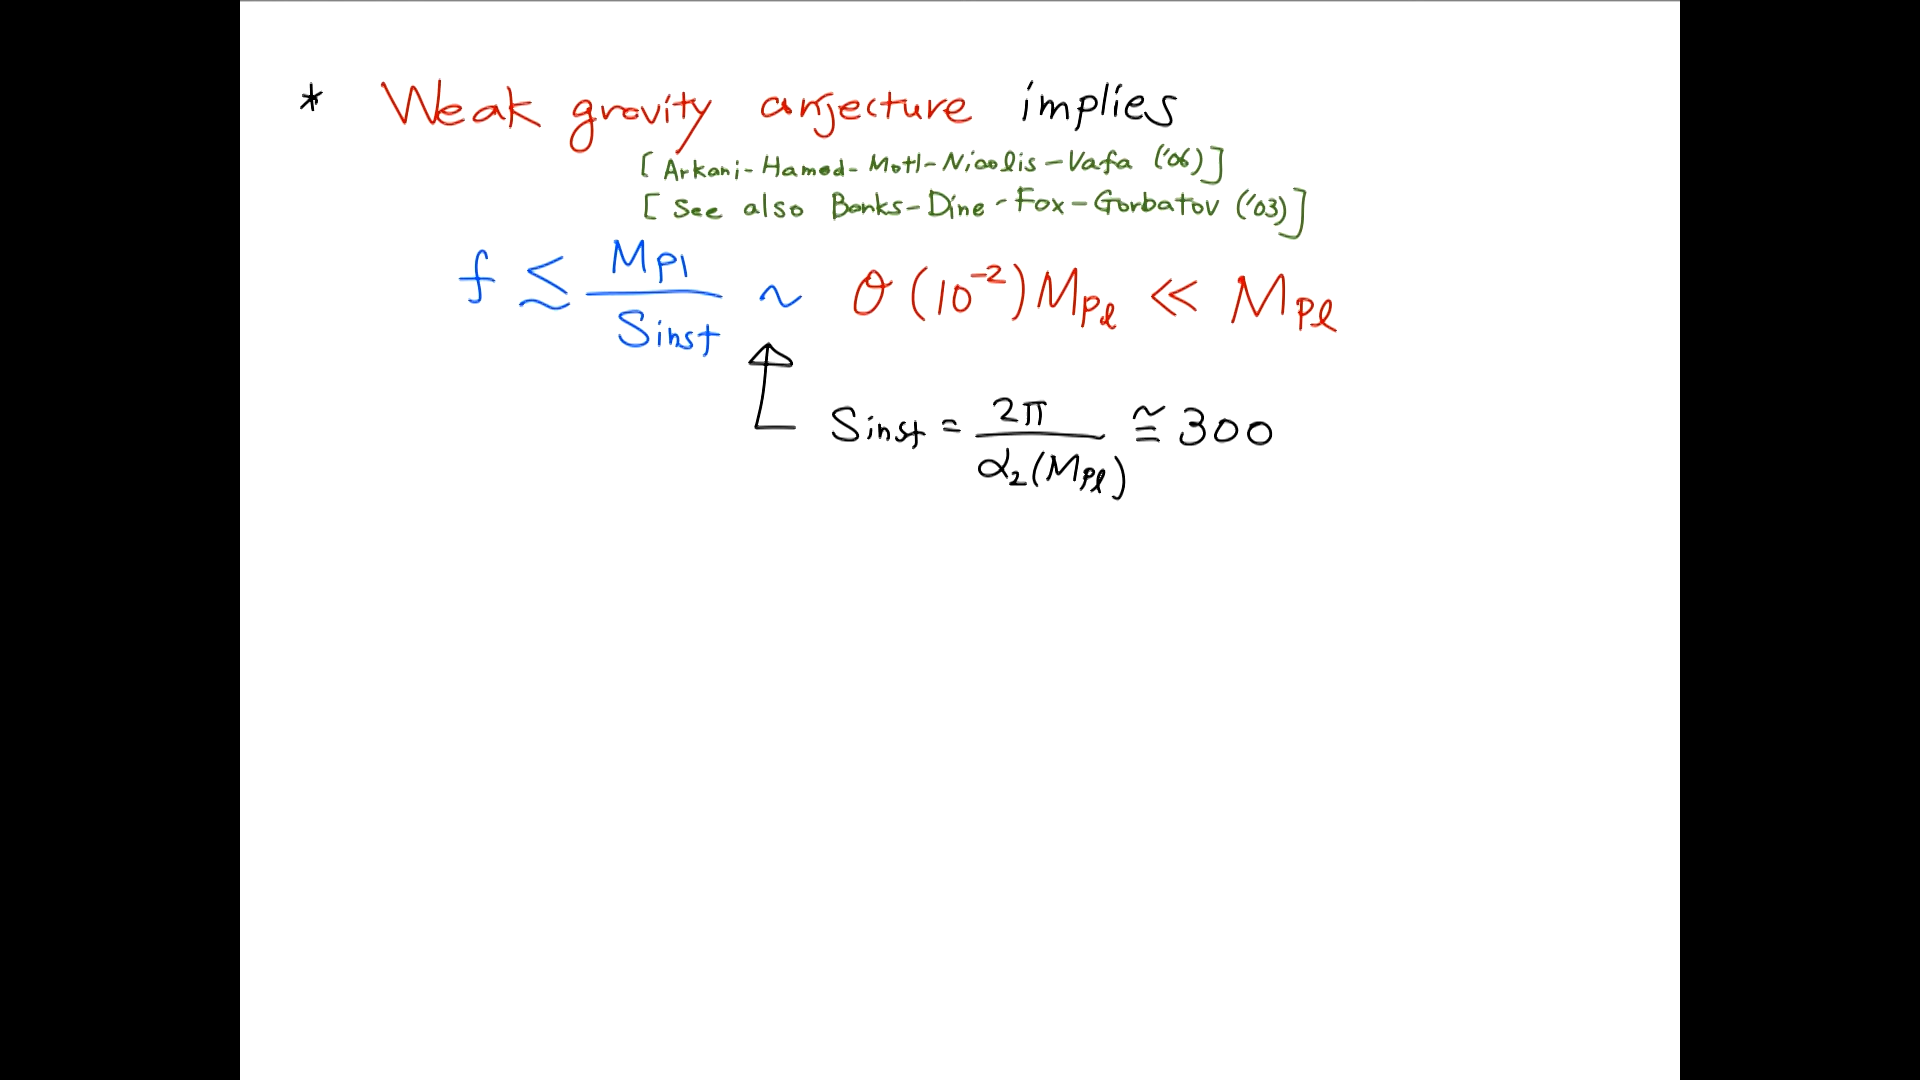 * Weak gravity conjecture implies
[Arkani-Hamed-Motl-Nicolis-Vafa ('06)]
[See also Banks-Dine-Fox-Gorbatov ('03)]
f ≲ MPl / Sinst ~ O(10^-2) MPl ≪ MPl
Sinst = 2π / α2(MPl) ≅ 300